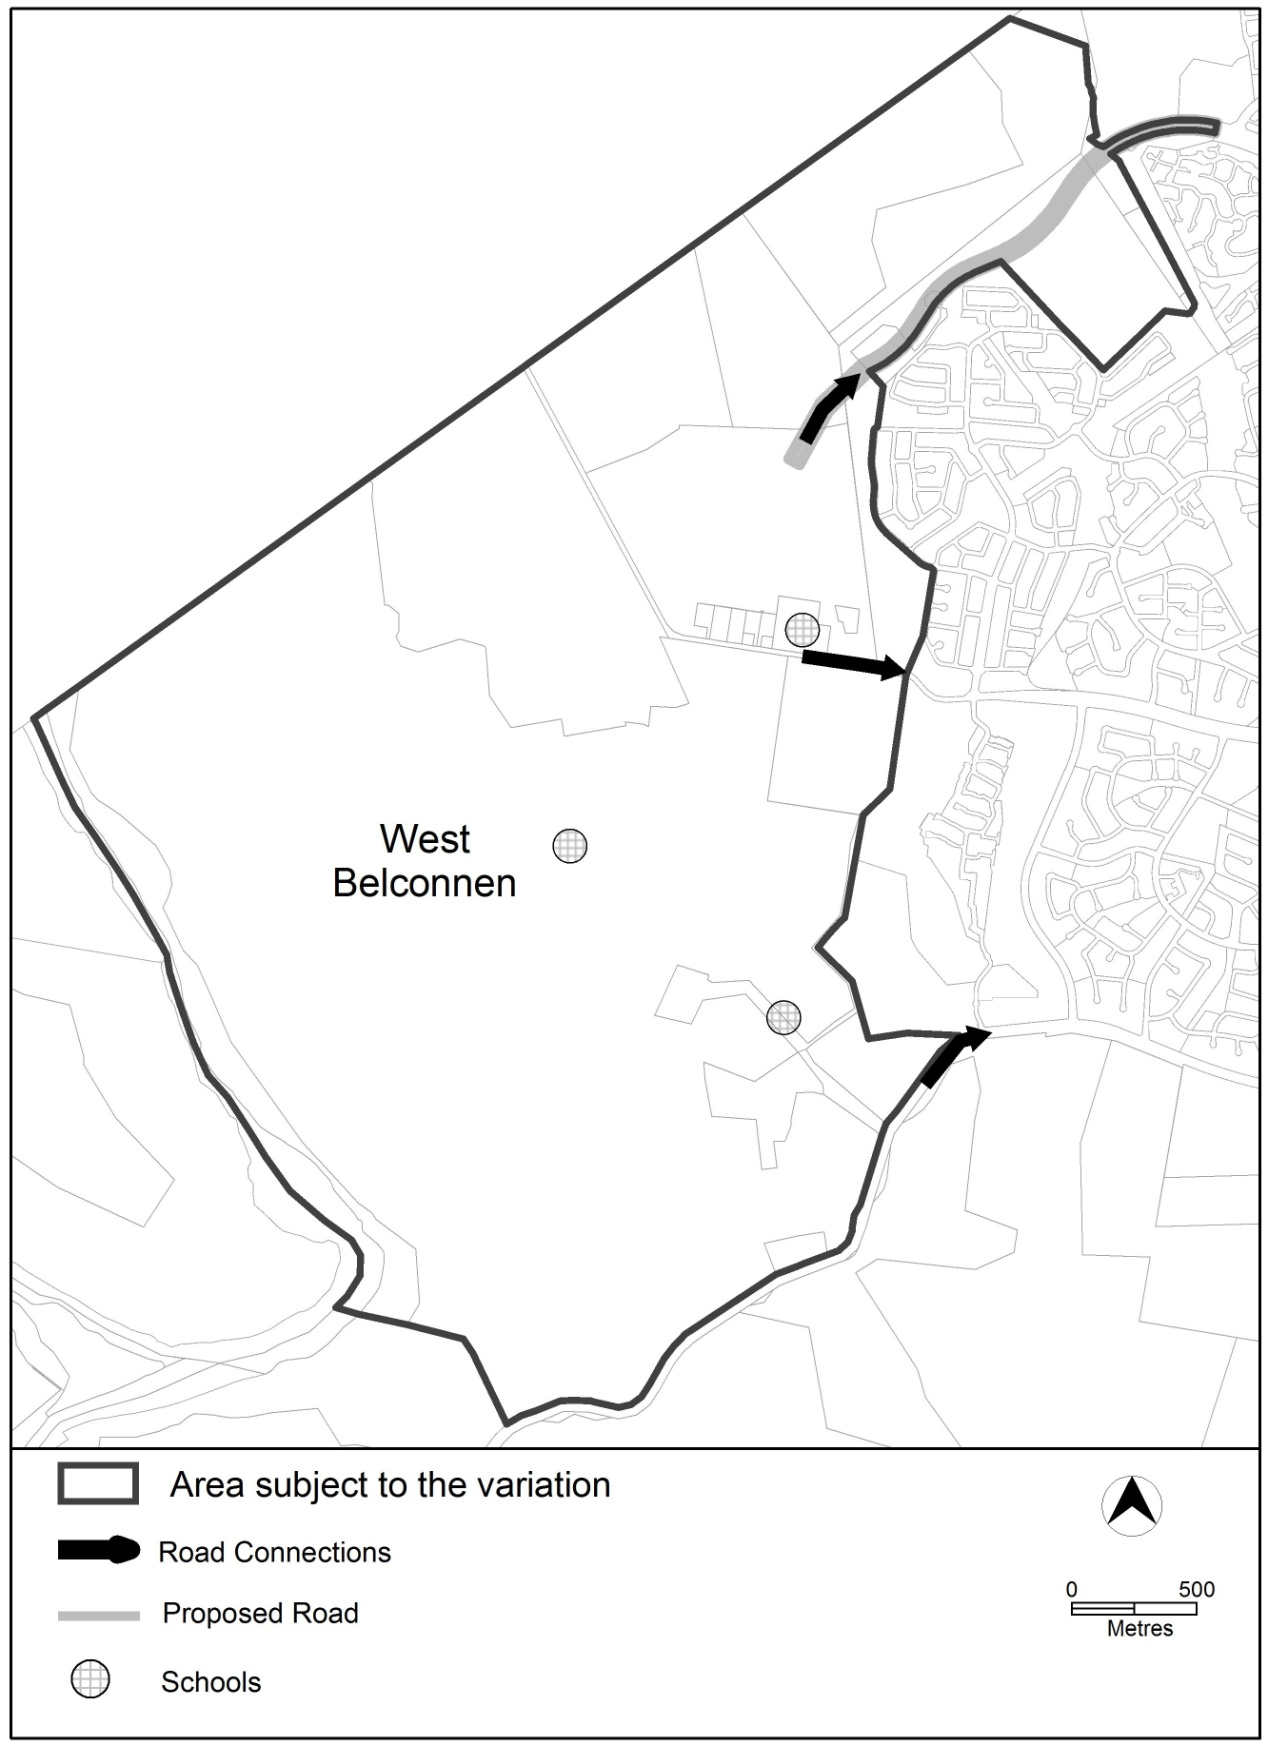 West
Belconnen
Area subject to the variation
Road Connections
Proposed Road
Schools
0 500
Metres